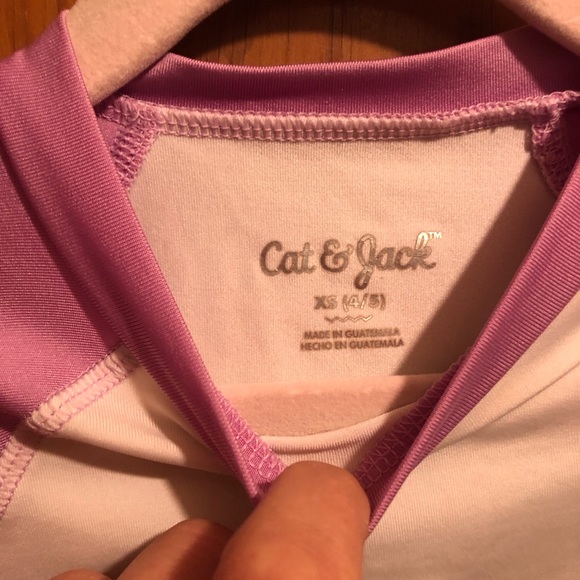 Cat & Jack™
XS (4/5)
MADE IN GUATEMALA
HECHO EN GUATEMALA